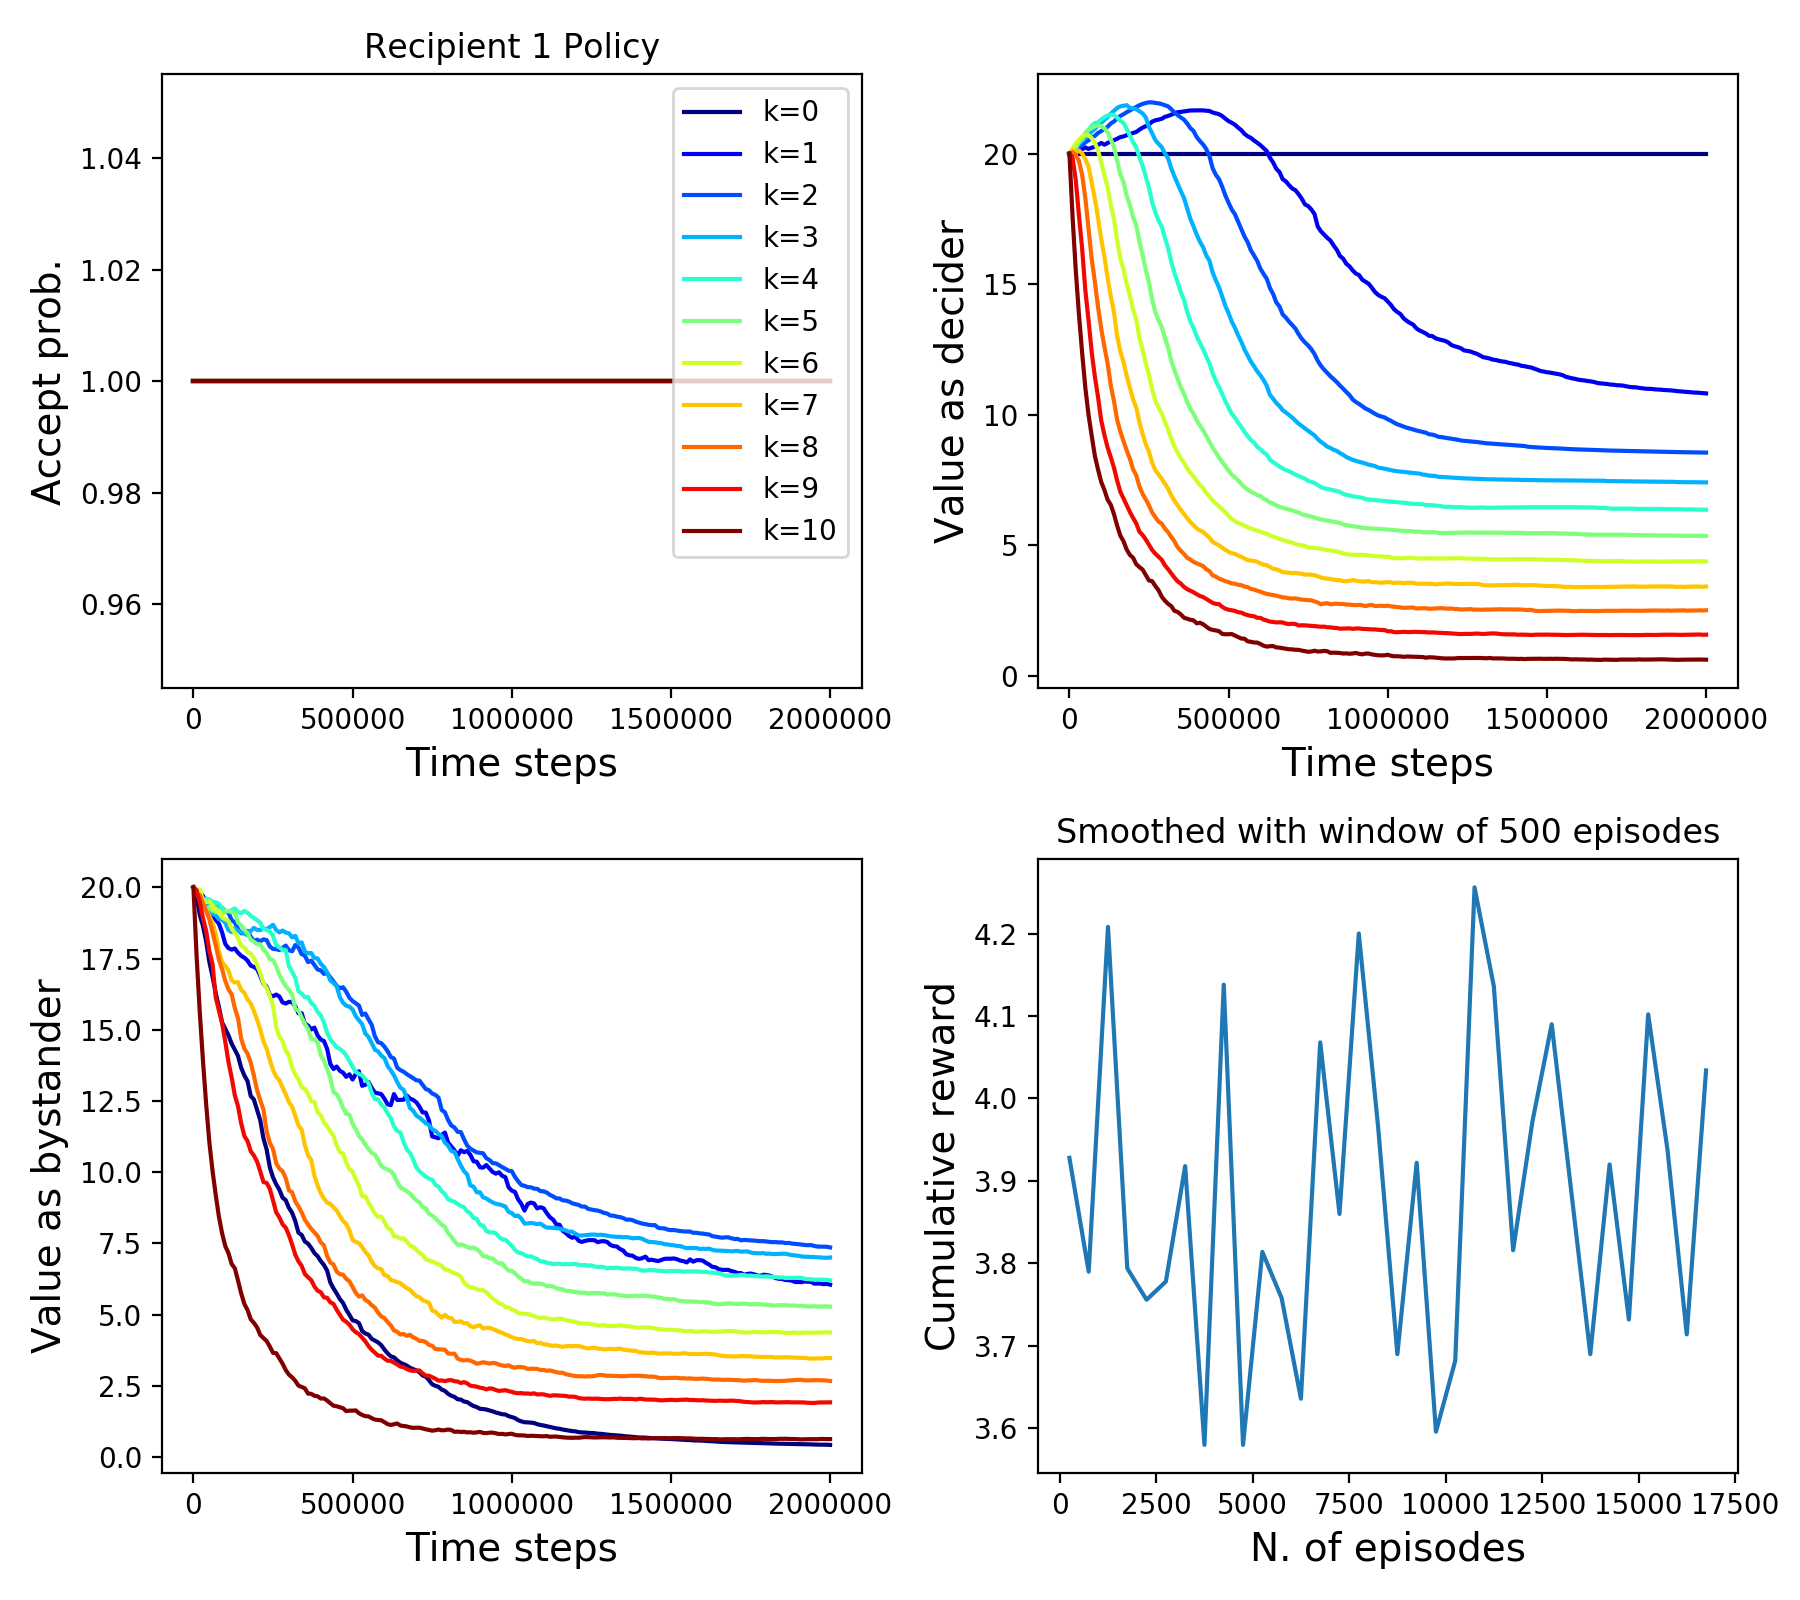 Recipient 1 Policy
Accept prob.
1.04
1.02
1.00
0.98
0.96
k=0
k=1
k=2
k=3
k=4
k=5
k=6
k=7
k=8
k=9
k=10
0 500000 1000000 1500000 2000000
Time steps
Value as decider
20
15
10
5
0
0 500000 1000000 1500000 2000000
Time steps
Value as bystander
20.0
17.5
15.0
12.5
10.0
7.5
5.0
2.5
0.0
0 500000 1000000 1500000 2000000
Time steps
Smoothed with window of 500 episodes
Cumulative reward
4.2
4.1
4.0
3.9
3.8
3.7
3.6
0 2500 5000 7500 10000 12500 15000 17500
N. of episodes